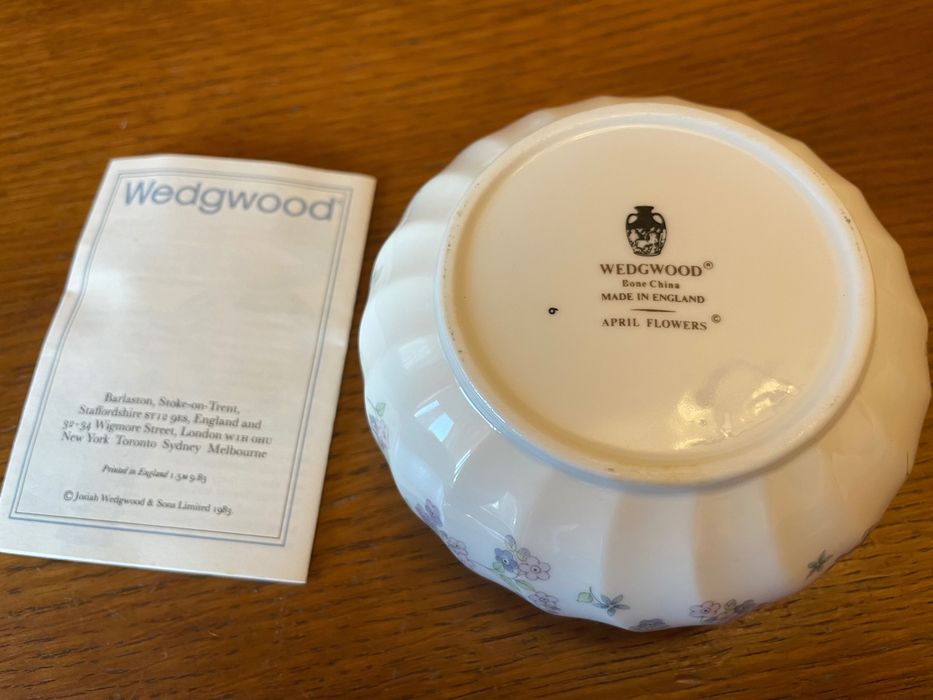 Wedgwood
Barlaston, Stoke-on-Trent,
Staffordshire ST12 9ES, England and
32-34 Wigmore Street, London W1H 0HU
New York Toronto Sydney Melbourne
Printed in England 1.5M 9.83
© Josiah Wedgwood & Sons Limited 1983.
WEDGWOOD®
Bone China
MADE IN ENGLAND
APRIL FLOWERS ©